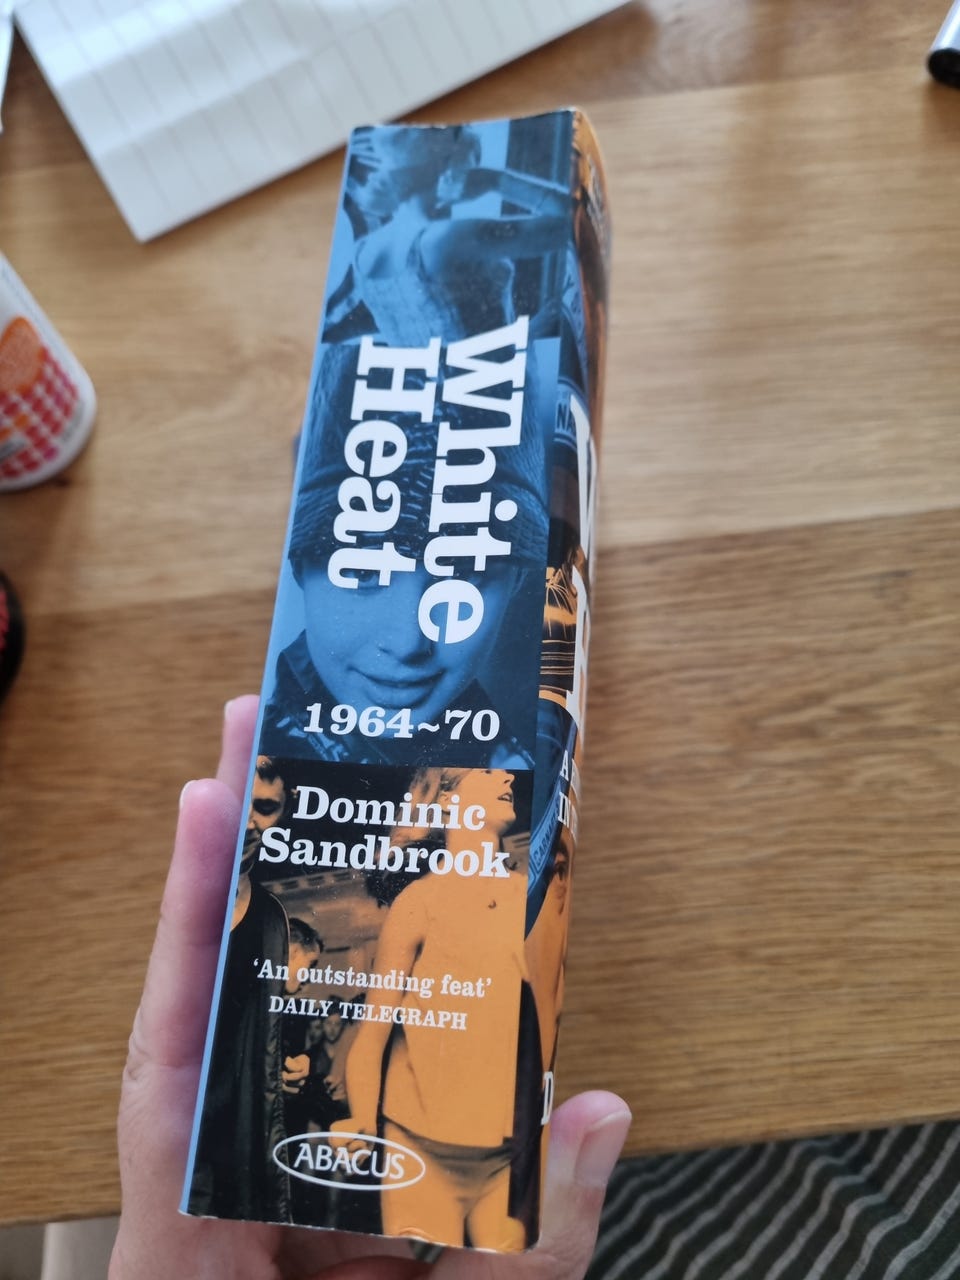 White
Heat
1964~70
Dominic
Sandbrook
'An outstanding feat'
DAILY TELEGRAPH
ABACUS